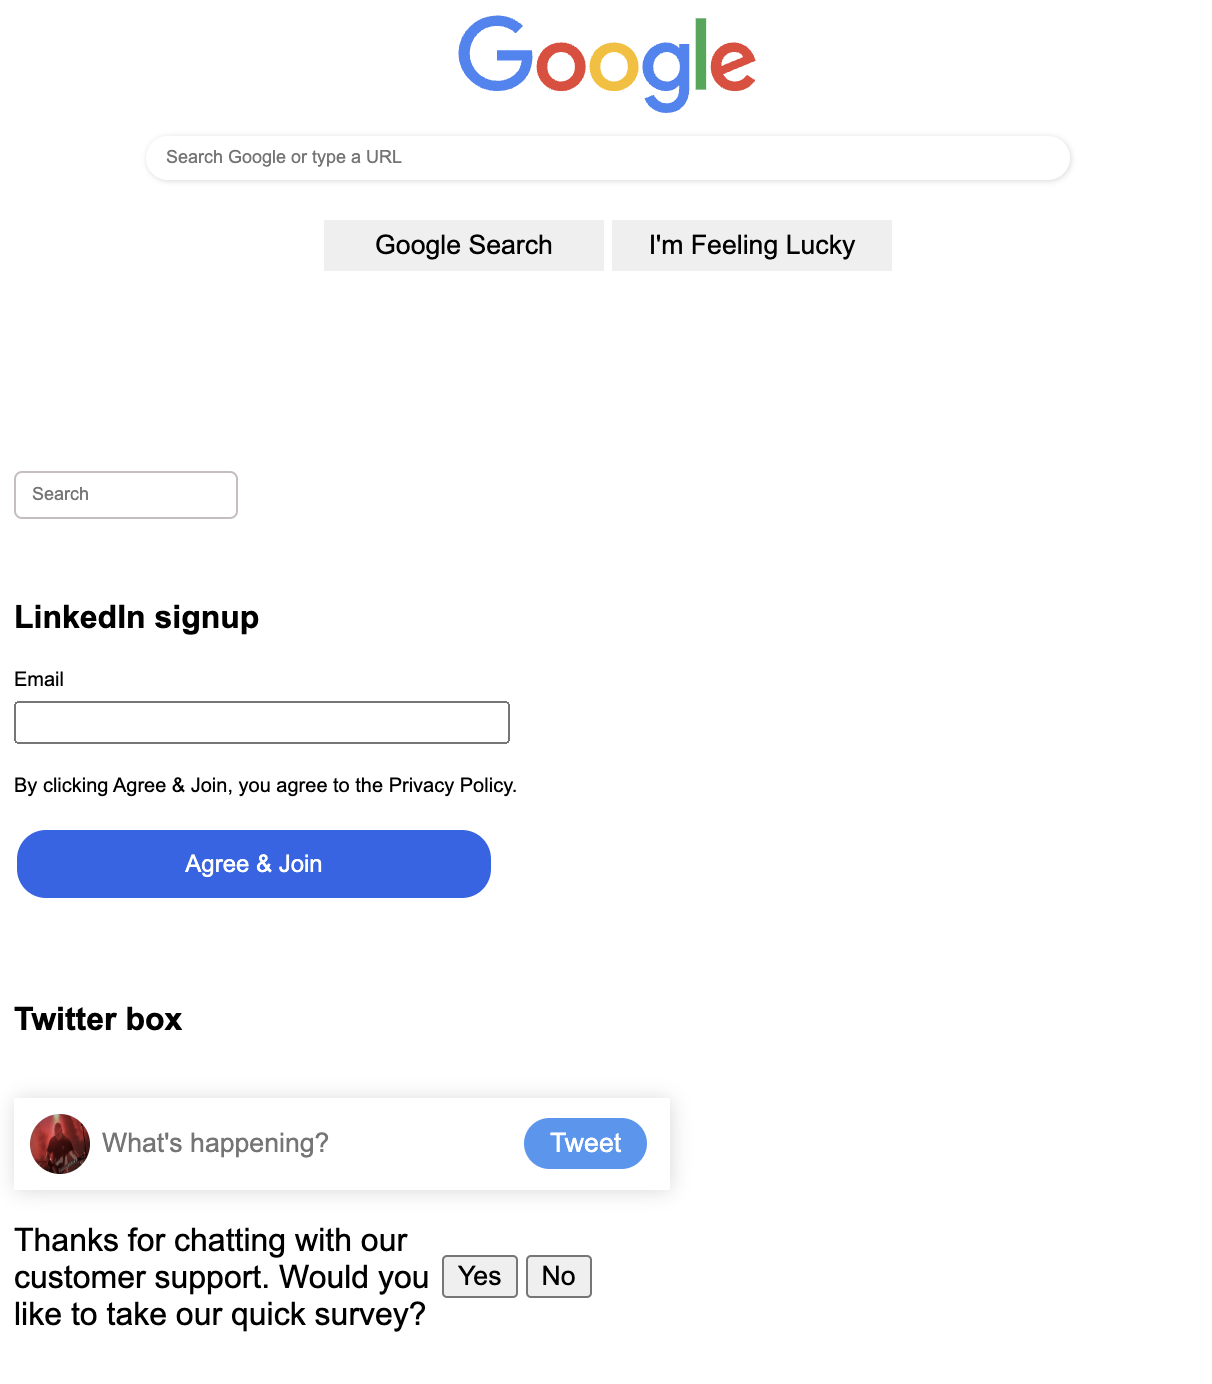 Google
Search Google or type a URL
Google Search
I'm Feeling Lucky
Search
LinkedIn signup
Email
By clicking Agree & Join, you agree to the Privacy Policy.
Agree & Join
Twitter box
What's happening?
Tweet
Thanks for chatting with our
customer support. Would you
like to take our quick survey?
Yes
No